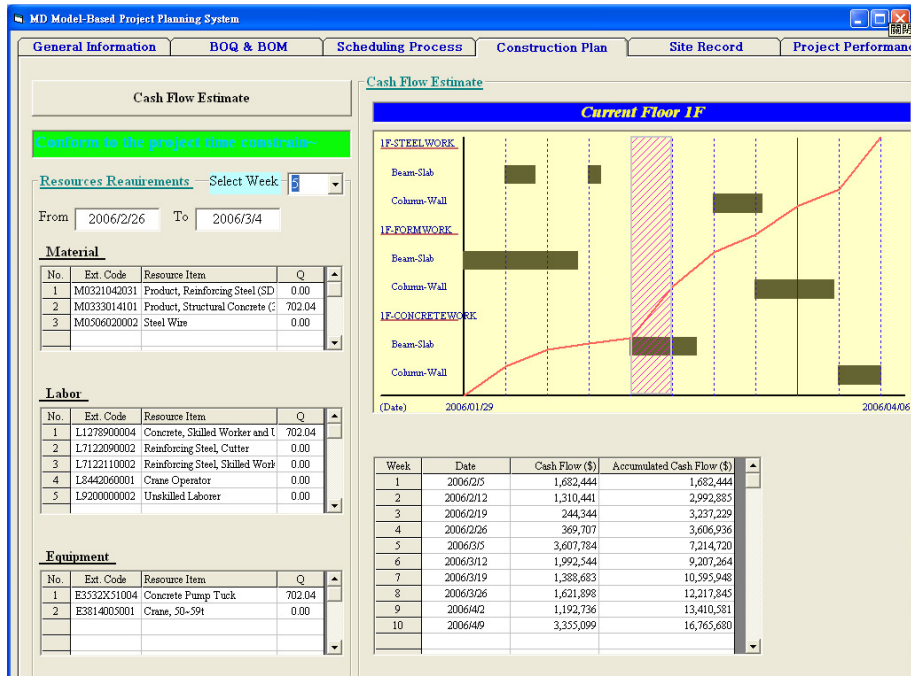 MD Model-Based Project Planning System
關閉
General Information BOQ & BOM Scheduling Process Construction Plan Site Record Project Performanc
Cash Flow Estimate
Conform to the project time constrain~
Resources Reauirements Select Week 5
From 2006/2/26 To 2006/3/4
Material
No. Ext. Code Resource Item Q
1 M0321042031 Product, Reinforcing Steel (SD 0.00
2 M0333014101 Product, Structural Concrete (: 702.04
3 M0506020002 Steel Wire 0.00
Labor
No. Ext. Code Resource Item Q
1 L1278900004 Concrete, Skilled Worker and U 702.04
2 L7122090002 Reinforcing Steel, Cutter 0.00
3 L7122110002 Reinforcing Steel, Skilled Work 0.00
4 L8442060001 Crane Operator 0.00
5 L9200000002 Unskilled Laborer 0.00
Equipment
No. Ext. Code Resource Item Q
1 E3532X51004 Concrete Pump Tuck 702.04
2 E3814005001 Crane, 50~59t 0.00
Cash Flow Estimate
Current Floor 1F
1F-STEELWORK
Beam-Slab
Column-Wall
1F-FORMWORK
Beam-Slab
Column-Wall
1F-CONCRETEWORK
Beam-Slab
Column-Wall
(Date) 2006/01/29 2006/04/06
Week Date Cash Flow ($) Accumulated Cash Flow ($)
1 2006/2/5 1,682,444 1,682,444
2 2006/2/12 1,310,441 2,992,885
3 2006/2/19 244,344 3,237,229
4 2006/2/26 369,707 3,606,936
5 2006/3/5 3,607,784 7,214,720
6 2006/3/12 1,992,544 9,207,264
7 2006/3/19 1,388,683 10,595,948
8 2006/3/26 1,621,898 12,217,845
9 2006/4/2 1,192,736 13,410,581
10 2006/4/9 3,355,099 16,765,680